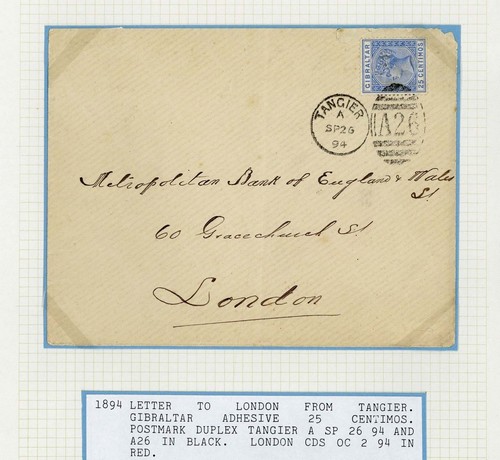 GIBRALTAR
25 CENTIMOS
TANGIER
A
SP26
94
A26
Metropolitan Bank of England & Wales
St.
60 Gracechurch St
London
1894 LETTER TO LONDON FROM TANGIER.
GIBRALTAR ADHESIVE 25 CENTIMOS.
POSTMARK DUPLEX TANGIER A SP 26 94 AND
A26 IN BLACK. LONDON CDS OC 2 94 IN
RED.